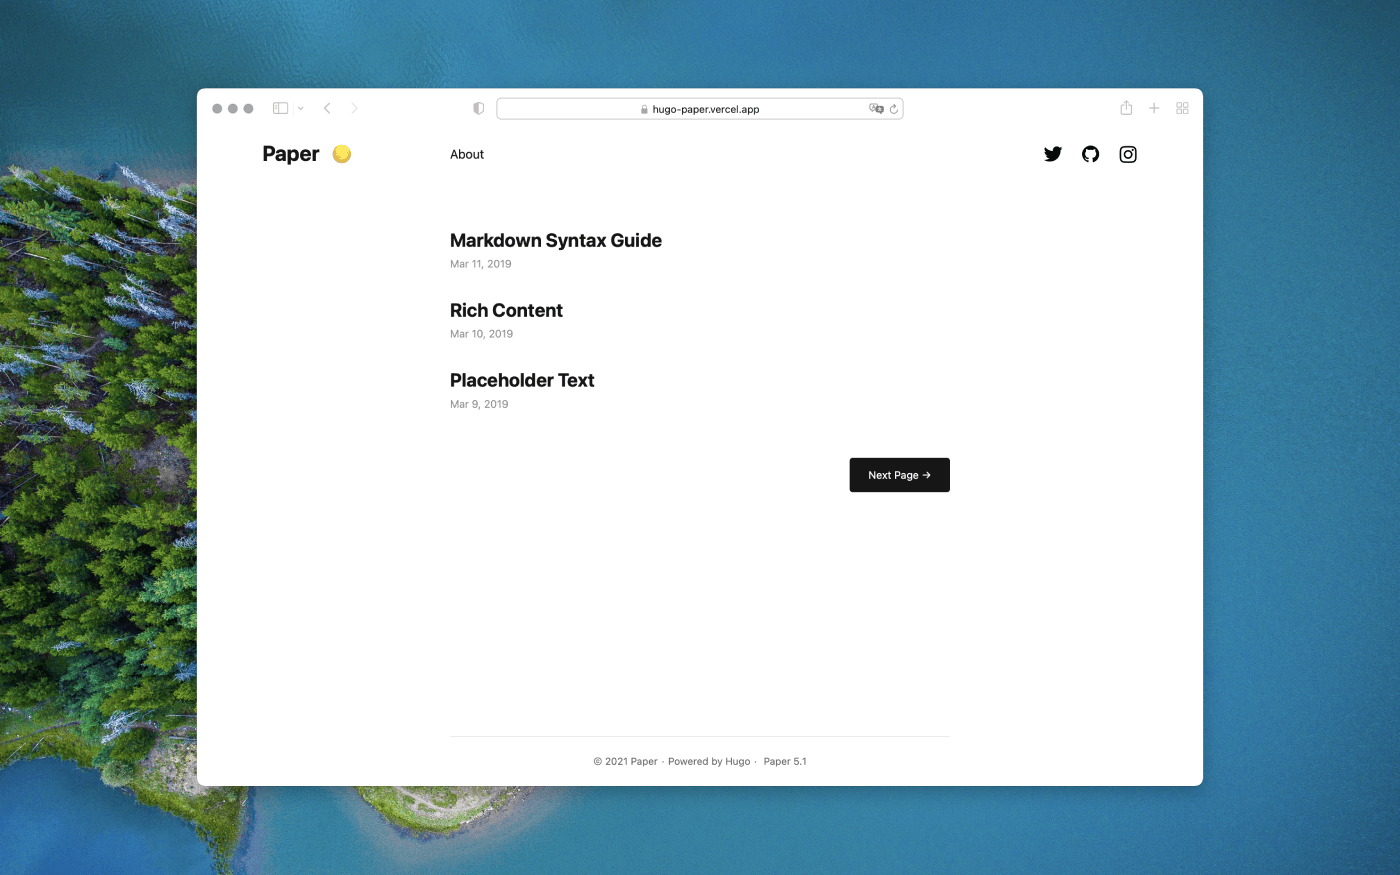 hugo-paper.vercel.app
Paper
About
Markdown Syntax Guide
Mar 11, 2019
Rich Content
Mar 10, 2019
Placeholder Text
Mar 9, 2019
Next Page →
© 2021 Paper · Powered by Hugo · Paper 5.1